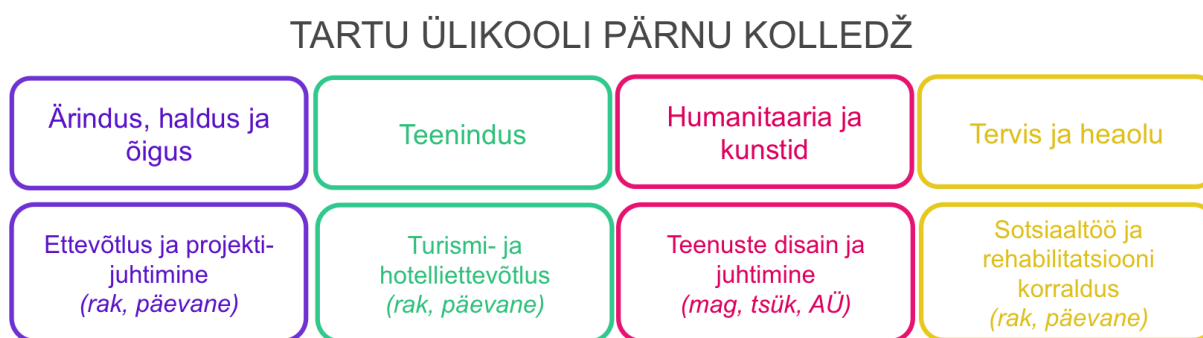 TARTU ÜLIKOOLI PÄRNU KOLLEDŽ
Ärindus, haldus ja
õigus
Teenindus
Humanitaaria ja
kunstid
Tervis ja heaolu
Ettevõtlus ja projekti-
juhtimine
(rak, päevane)
Turismi- ja
hotelliettevõtlus
(rak, päevane)
Teenuste disain ja
juhtimine
(mag, tsük, AÜ)
Sotsiaaltöö ja
rehabilitatsiooni
korraldus
(rak, päevane)